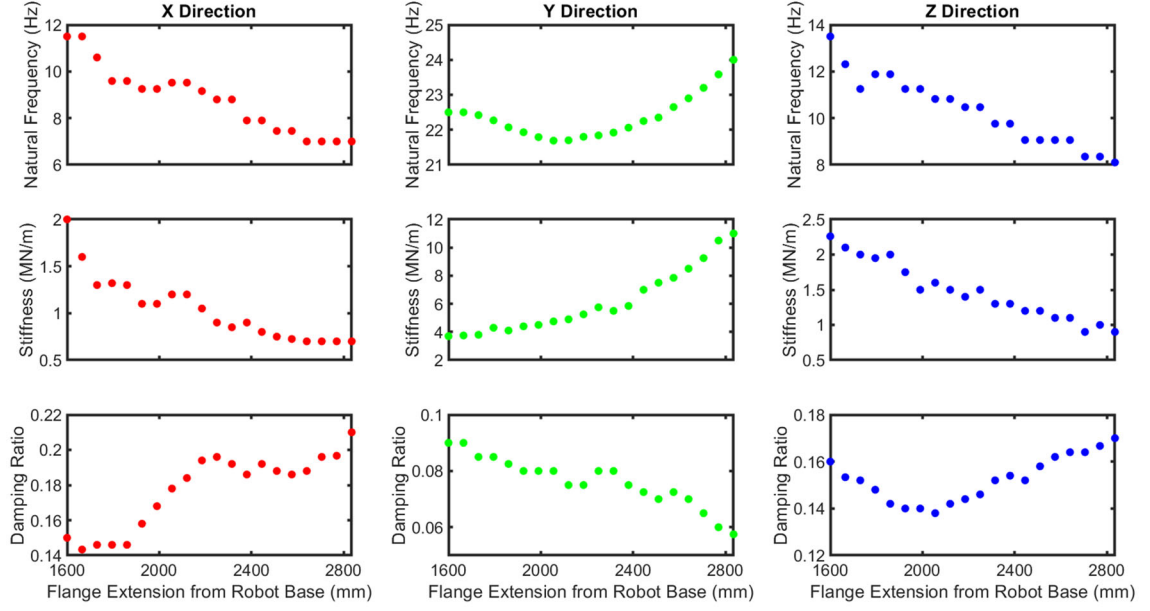 X Direction
Y Direction
Z Direction
Natural Frequency (Hz)
12
10
8
6
Natural Frequency (Hz)
25
24
23
22
21
Natural Frequency (Hz)
14
12
10
8
Stiffness (MN/m)
2
1.5
1
0.5
Stiffness (MN/m)
12
10
8
6
4
2
Stiffness (MN/m)
2.5
2
1.5
1
0.5
Damping Ratio
0.22
0.2
0.18
0.16
0.14
1600 2000 2400 2800
Flange Extension from Robot Base (mm)
Damping Ratio
0.1
0.08
0.06
1600 2000 2400 2800
Flange Extension from Robot Base (mm)
Damping Ratio
0.18
0.16
0.14
0.12
1600 2000 2400 2800
Flange Extension from Robot Base (mm)